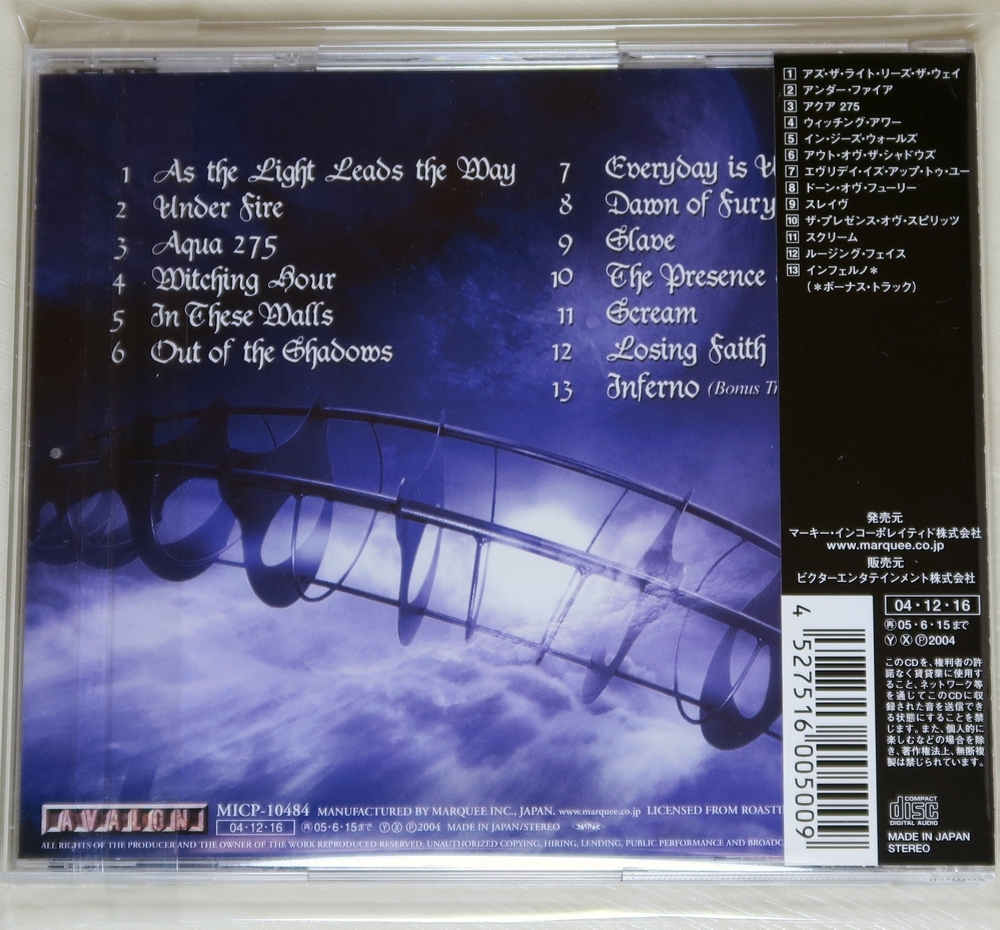 1 As the Light Leads the Way
2 Under Fire
3 Aqua 275
4 Witching Hour
5 In These Walls
6 Out of the Shadows
7 Everyday is
8 Dawn of Fury
9 Slave
10 The Presence
11 Scream
12 Losing Faith
13 Inferno (Bonus
AVALON
MICP-10484 MANUFACTURED BY MARQUEE INC., JAPAN. www.marquee.co.jp LICENSED FROM
04・12・16 再05・6・15まで Ⓨ Ⓧ Ⓟ2004 MADE IN JAPAN/STEREO
ALL RIGHTS OF THE PRODUCER AND THE OWNER OF THE WORK REPRODUCED RESERVED. UNAUTHORIZED COPYING, HIRING, LENDING, PUBLIC PERFORMANCE AND
1 アズ・ザ・ライト・リーズ・ザ・ウェイ
2 アンダー・ファイア
3 アクア 275
4 ウィッチング・アワー
5 イン・ジーズ・ウォールズ
6 アウト・オヴ・ザ・シャドウズ
7 エヴリデイ・イズ・アップ・トゥ・ユー
8 ドーン・オヴ・フューリー
9 スレイヴ
10 ザ・プレゼンス・オヴ・スピリッツ
11 スクリーム
12 ルージング・フェイス
13 インフェルノ＊
（＊ボーナス・トラック）
発売元
マーキー・インコーポレイティド株式会社
www.marquee.co.jp
販売元
ビクターエンタテインメント株式会社
04・12・16
再05・6・15まで
Ⓨ Ⓧ Ⓟ2004
このCDを、権利者の許
諾なく賃貸業に使用す
ること、ネットワーク等
を通じてこのCDに収
録された音を送信でき
る状態にすることを禁
じます。また、個人的に
楽しむなどの場合を除
き、著作権法上、無断複
製は禁じられています。
COMPACT
disc
DIGITAL AUDIO
MADE IN JAPAN
STEREO
4 527516 005009